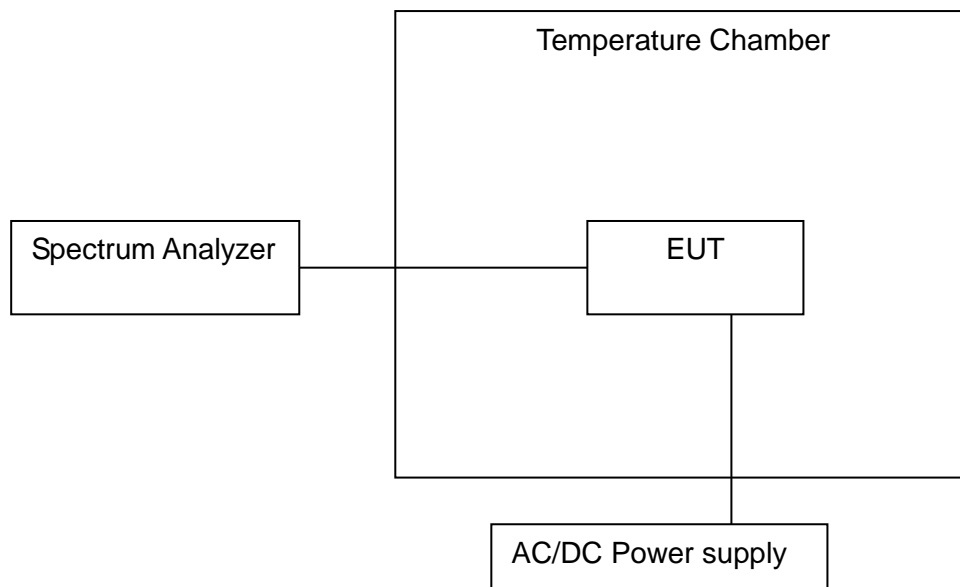 Temperature Chamber
Spectrum Analyzer
EUT
AC/DC Power supply